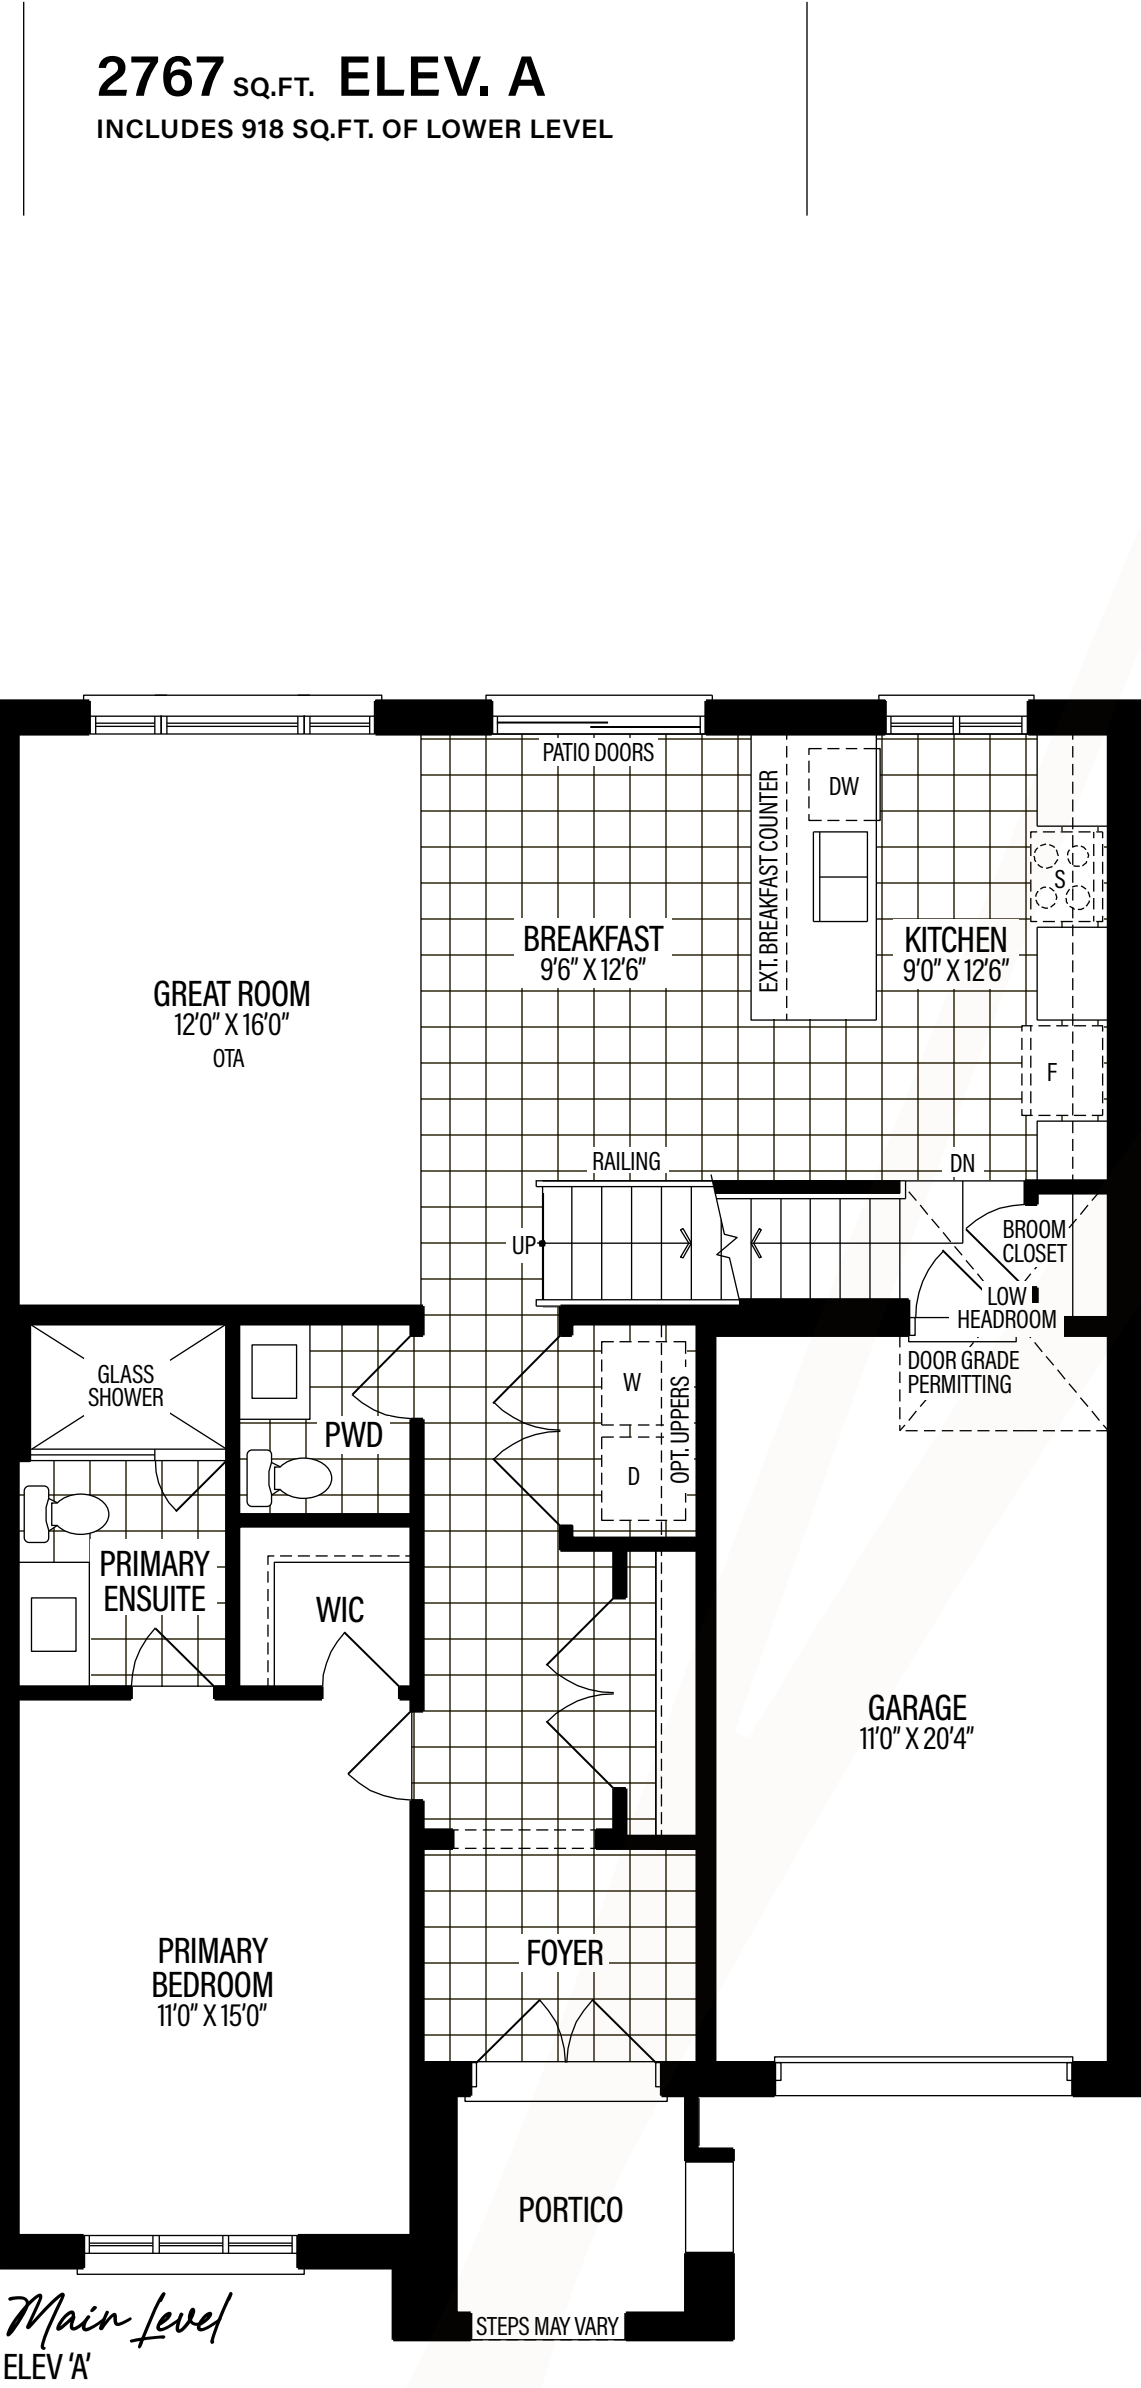 2767 SQ.FT. ELEV. A
INCLUDES 918 SQ.FT. OF LOWER LEVEL
PATIO DOORS
DW
EXT. BREAKFAST COUNTER
S
BREAKFAST
9'6" X 12'6"
KITCHEN
9'0" X 12'6"
GREAT ROOM
12'0" X 16'0"
OTA
F
RAILING
DN
UP
BROOM
CLOSET
LOW
HEADROOM
DOOR GRADE
PERMITTING
GLASS
SHOWER
W
OPT. UPPERS
PWD
D
PRIMARY
ENSUITE
WIC
GARAGE
11'0" X 20'4"
PRIMARY
BEDROOM
11'0" X 15'0"
FOYER
PORTICO
STEPS MAY VARY
Main Level
ELEV 'A'